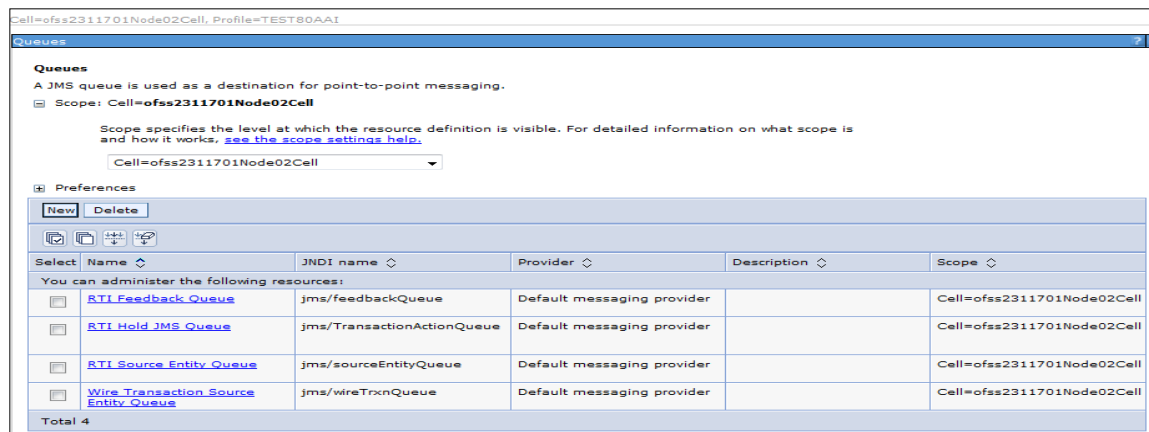 Cell=ofss2311701Node02Cell, Profile=TEST80AAI
Queues ?
Queues
A JMS queue is used as a destination for point-to-point messaging.
Scope: Cell=ofss2311701Node02Cell
Scope specifies the level at which the resource definition is visible. For detailed information on what scope is
and how it works, see the scope settings help.
Cell=ofss2311701Node02Cell
Preferences
New Delete
Select Name JNDI name Provider Description Scope
You can administer the following resources:
RTI Feedback Queue jms/feedbackQueue Default messaging provider Cell=ofss2311701Node02Cell
RTI Hold JMS Queue jms/TransactionActionQueue Default messaging provider Cell=ofss2311701Node02Cell
RTI Source Entity Queue jms/sourceEntityQueue Default messaging provider Cell=ofss2311701Node02Cell
Wire Transaction Source jms/wireTrxnQueue Default messaging provider Cell=ofss2311701Node02Cell
Entity Queue
Total 4